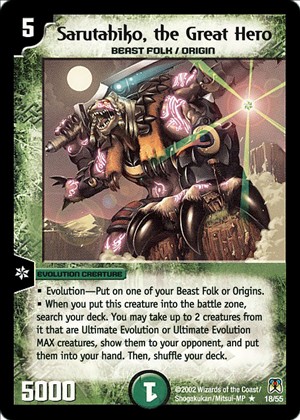 5
Sarutahiko, the Great Hero
BEAST FOLK / ORIGIN
EVOLUTION CREATURE
▪ Evolution—Put on one of your Beast Folk or Origins.
▪ When you put this creature into the battle zone,
search your deck. You may take up to 2 creatures from
it that are Ultimate Evolution or Ultimate Evolution
MAX creatures, show them to your opponent, and put
them into your hand. Then, shuffle your deck.
5000
1
©2002 Wizards of the Coast/
Shogakukan/Mitsui-MP ★ 18/55